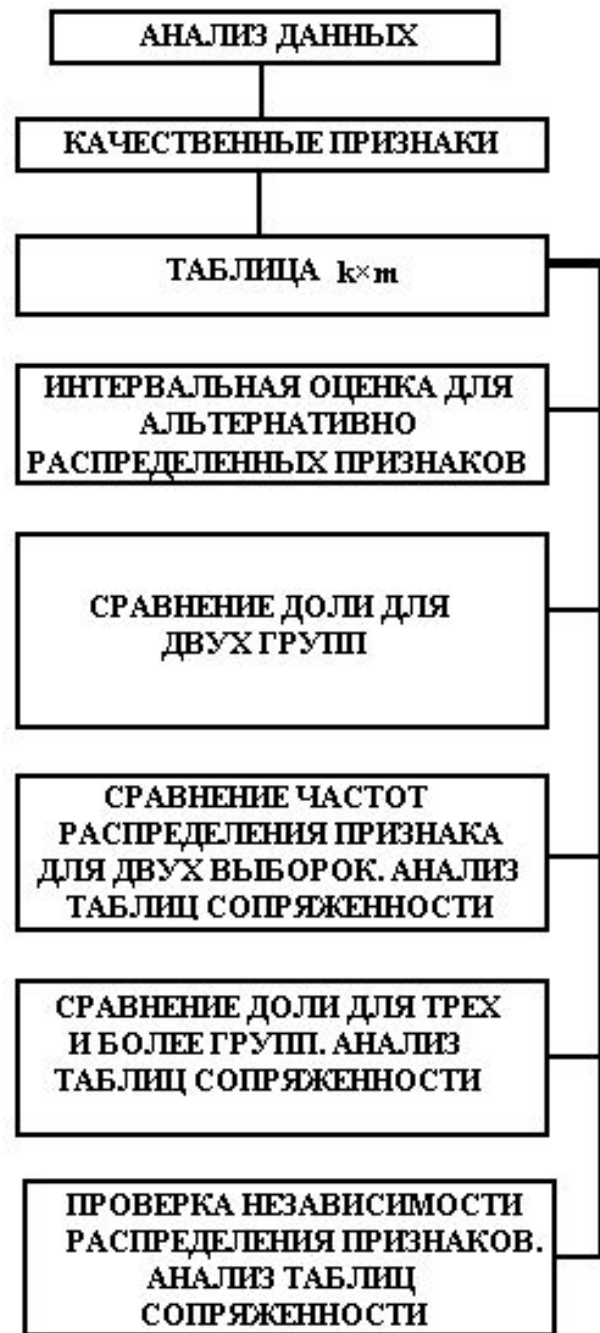 АНАЛИЗ ДАННЫХ
КАЧЕСТВЕННЫЕ ПРИЗНАКИ
ТАБЛИЦА k×m
ИНТЕРВАЛЬНАЯ ОЦЕНКА ДЛЯ
АЛЬТЕРНАТИВНО
РАСПРЕДЕЛЕННЫХ ПРИЗНАКОВ
СРАВНЕНИЕ ДОЛИ ДЛЯ
ДВУХ ГРУПП
СРАВНЕНИЕ ЧАСТОТ
РАСПРЕДЕЛЕНИЯ ПРИЗНАКА
ДЛЯ ДВУХ ВЫБОРОК. АНАЛИЗ
ТАБЛИЦ СОПРЯЖЕННОСТИ
СРАВНЕНИЕ ДОЛИ ДЛЯ ТРЕХ
И БОЛЕЕ ГРУПП. АНАЛИЗ
ТАБЛИЦ СОПРЯЖЕННОСТИ
ПРОВЕРКА НЕЗАВИСИМОСТИ
РАСПРЕДЕЛЕНИЯ ПРИЗНАКОВ.
АНАЛИЗ ТАБЛИЦ
СОПРЯЖЕННОСТИ